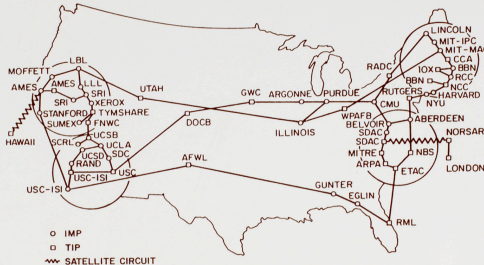 LBL
MOFFETT
AMES
AMES
LLL
SRI
SRI
XEROX
STANFORD
TYMSHARE
SUMEX
FNWC
HAWAII
UCSB
SCRL
UCLA
UCSD
SDC
RAND
USC-ISI
USC
USC-ISI
UTAH
DOCB
GWC
ARGONNE
PURDUE
ILLINOIS
WPAFB
AFWL
GUNTER
EGLIN
RML
LINCOLN
MIT-IPC
MIT-MAC
RADC
CCA
10X
BBN
BBN
RCC
NCC
RUTGERS
HARVARD
NYU
CMU
ABERDEEN
BELVOIR
SDAC
SDAC
NORSAR
MITRE
NBS
LONDON
ARPA
ETAC
IMP
TIP
SATELLITE CIRCUIT